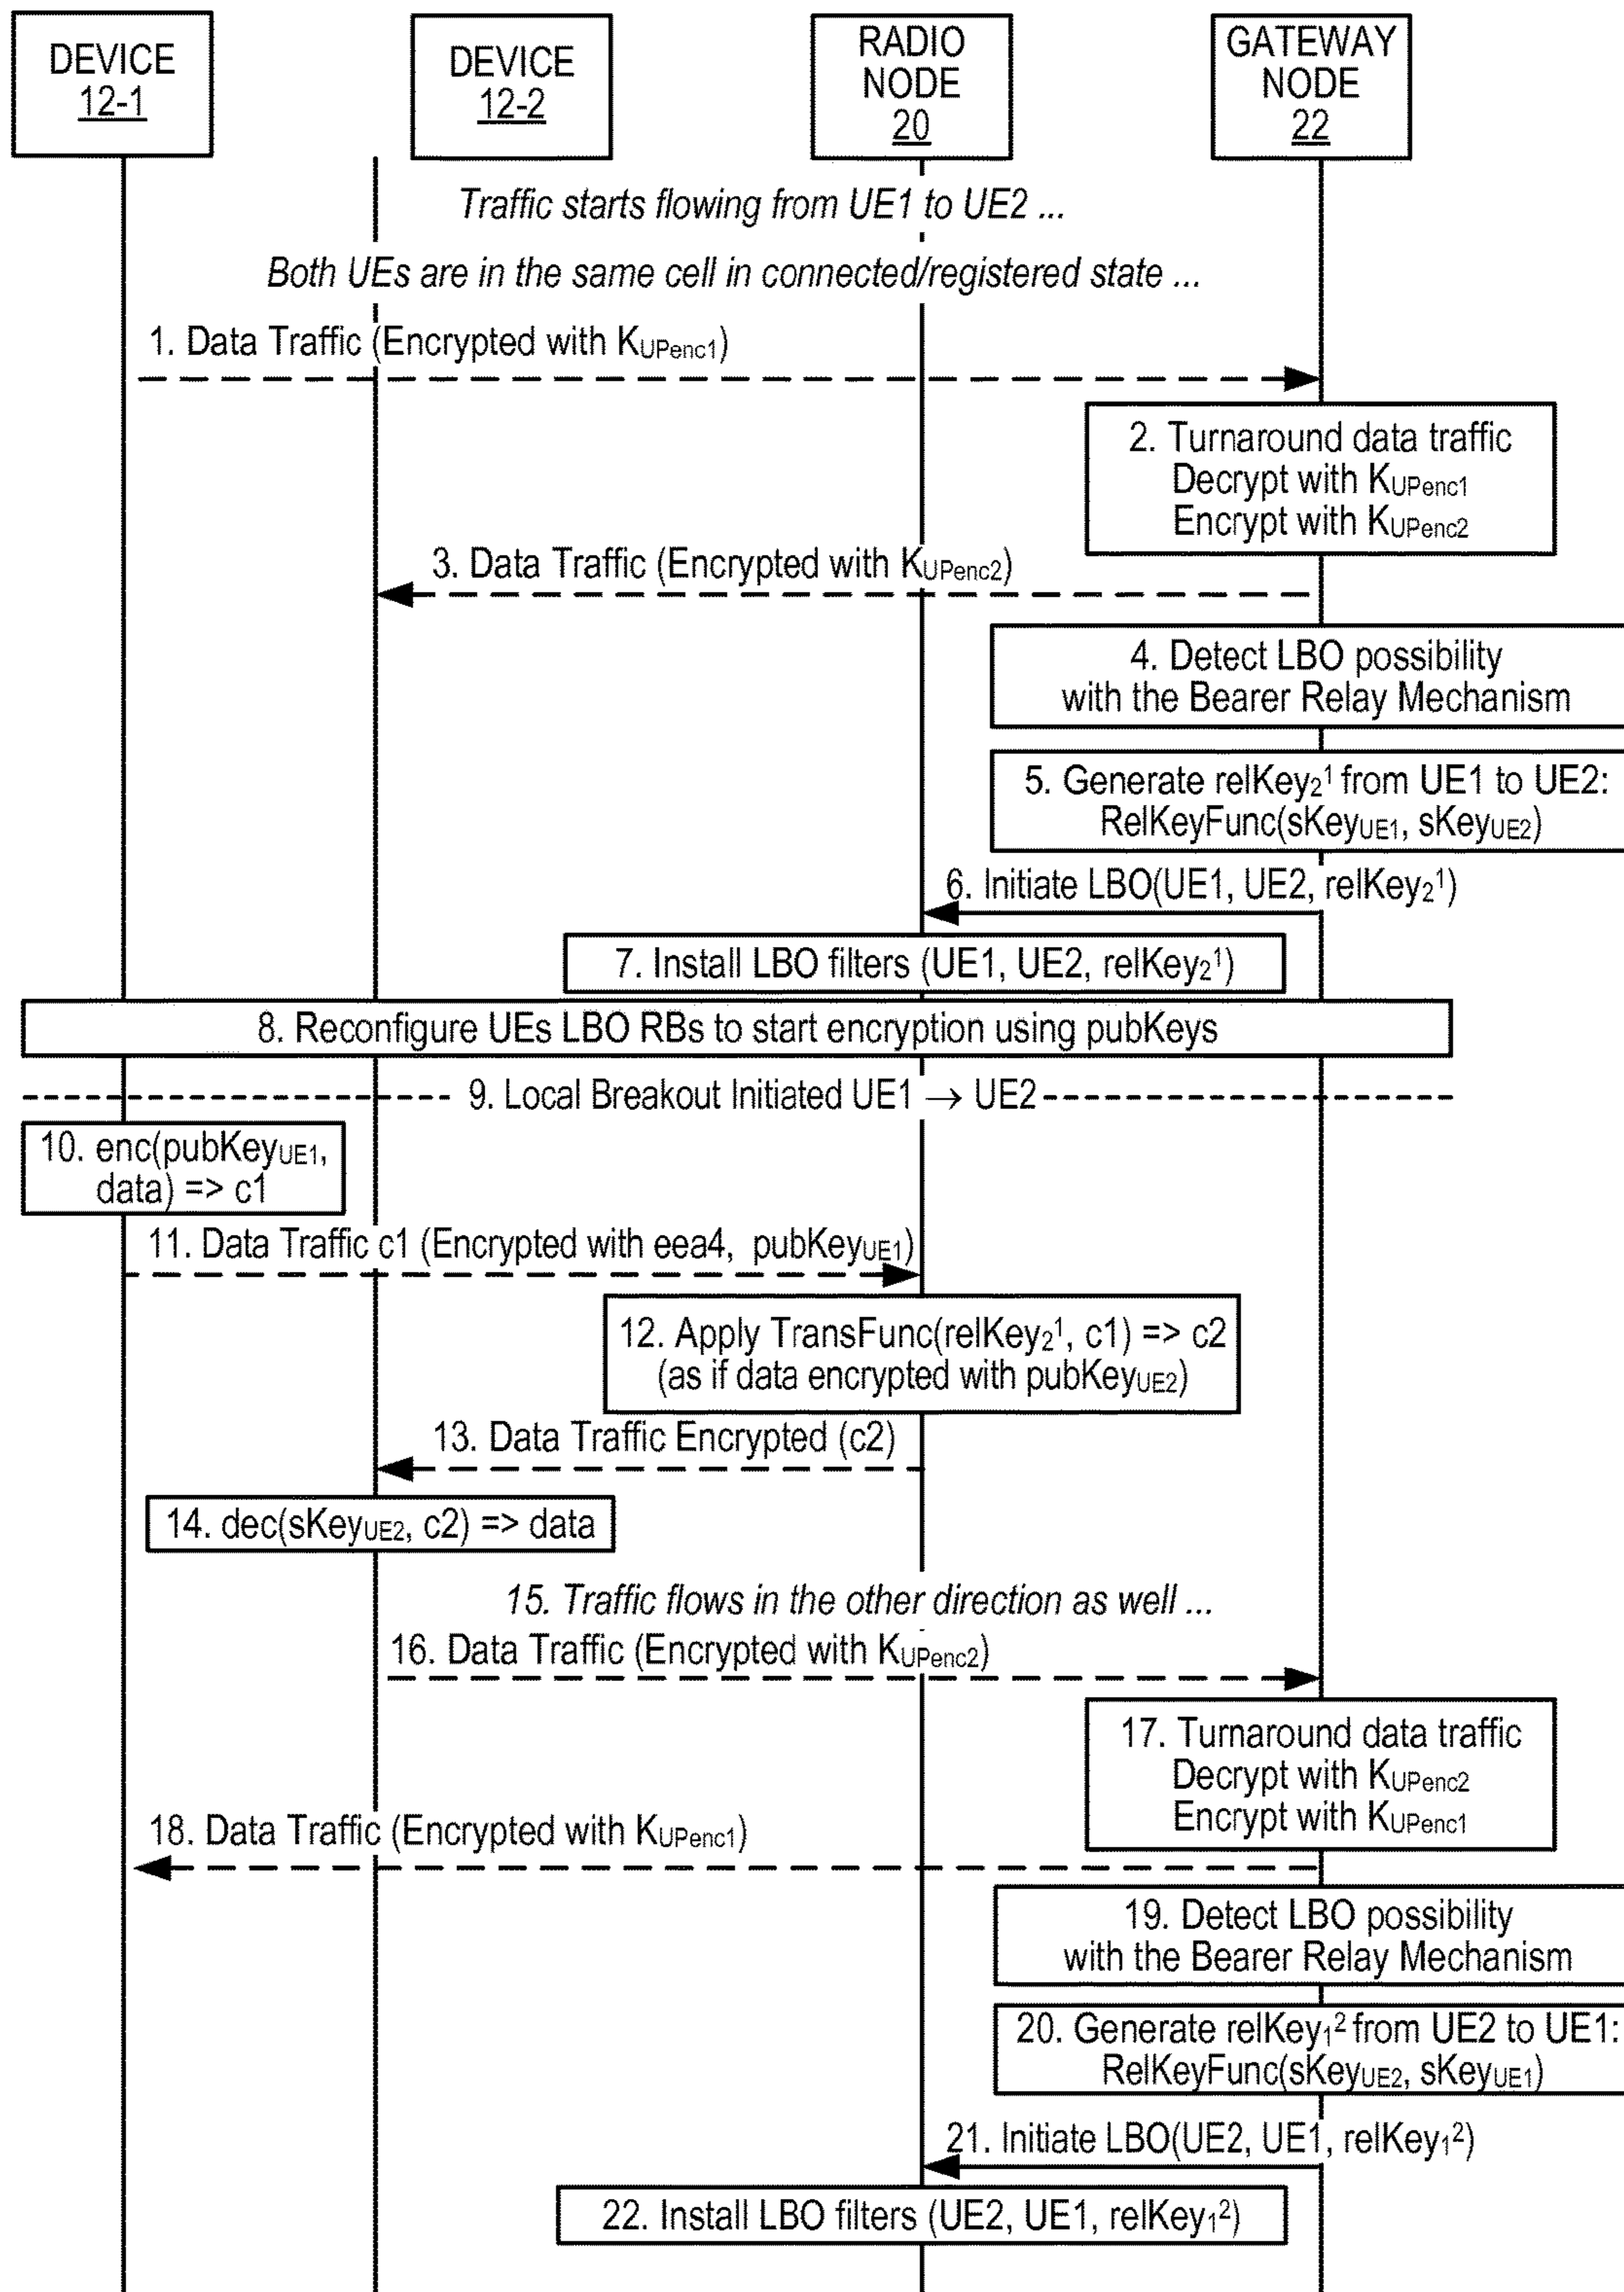 DEVICE
12-1
DEVICE
12-2
RADIO
NODE
20
GATEWAY
NODE
22
Traffic starts flowing from UE1 to UE2 ...
Both UEs are in the same cell in connected/registered state ...
1. Data Traffic (Encrypted with KUPenc1)
2. Turnaround data traffic
Decrypt with KUPenc1
Encrypt with KUPenc2
3. Data Traffic (Encrypted with KUPenc2)
4. Detect LBO possibility
with the Bearer Relay Mechanism
5. Generate relKey₂¹ from UE1 to UE2:
RelKeyFunc(sKeyUE1, sKeyUE2)
6. Initiate LBO(UE1, UE2, relKey₂¹)
7. Install LBO filters (UE1, UE2, relKey₂¹)
8. Reconfigure UEs LBO RBs to start encryption using pubKeys
9. Local Breakout Initiated UE1 → UE2
10. enc(pubKeyUE1,
data) => c1
11. Data Traffic c1 (Encrypted with eea4, pubKeyUE1)
12. Apply TransFunc(relKey₂¹, c1) => c2
(as if data encrypted with pubKeyUE2)
13. Data Traffic Encrypted (c2)
14. dec(sKeyUE2, c2) => data
15. Traffic flows in the other direction as well ...
16. Data Traffic (Encrypted with KUPenc2)
17. Turnaround data traffic
Decrypt with KUPenc2
Encrypt with KUPenc1
18. Data Traffic (Encrypted with KUPenc1)
19. Detect LBO possibility
with the Bearer Relay Mechanism
20. Generate relKey₁² from UE2 to UE1:
RelKeyFunc(sKeyUE2, sKeyUE1)
21. Initiate LBO(UE2, UE1, relKey₁²)
22. Install LBO filters (UE2, UE1, relKey₁²)